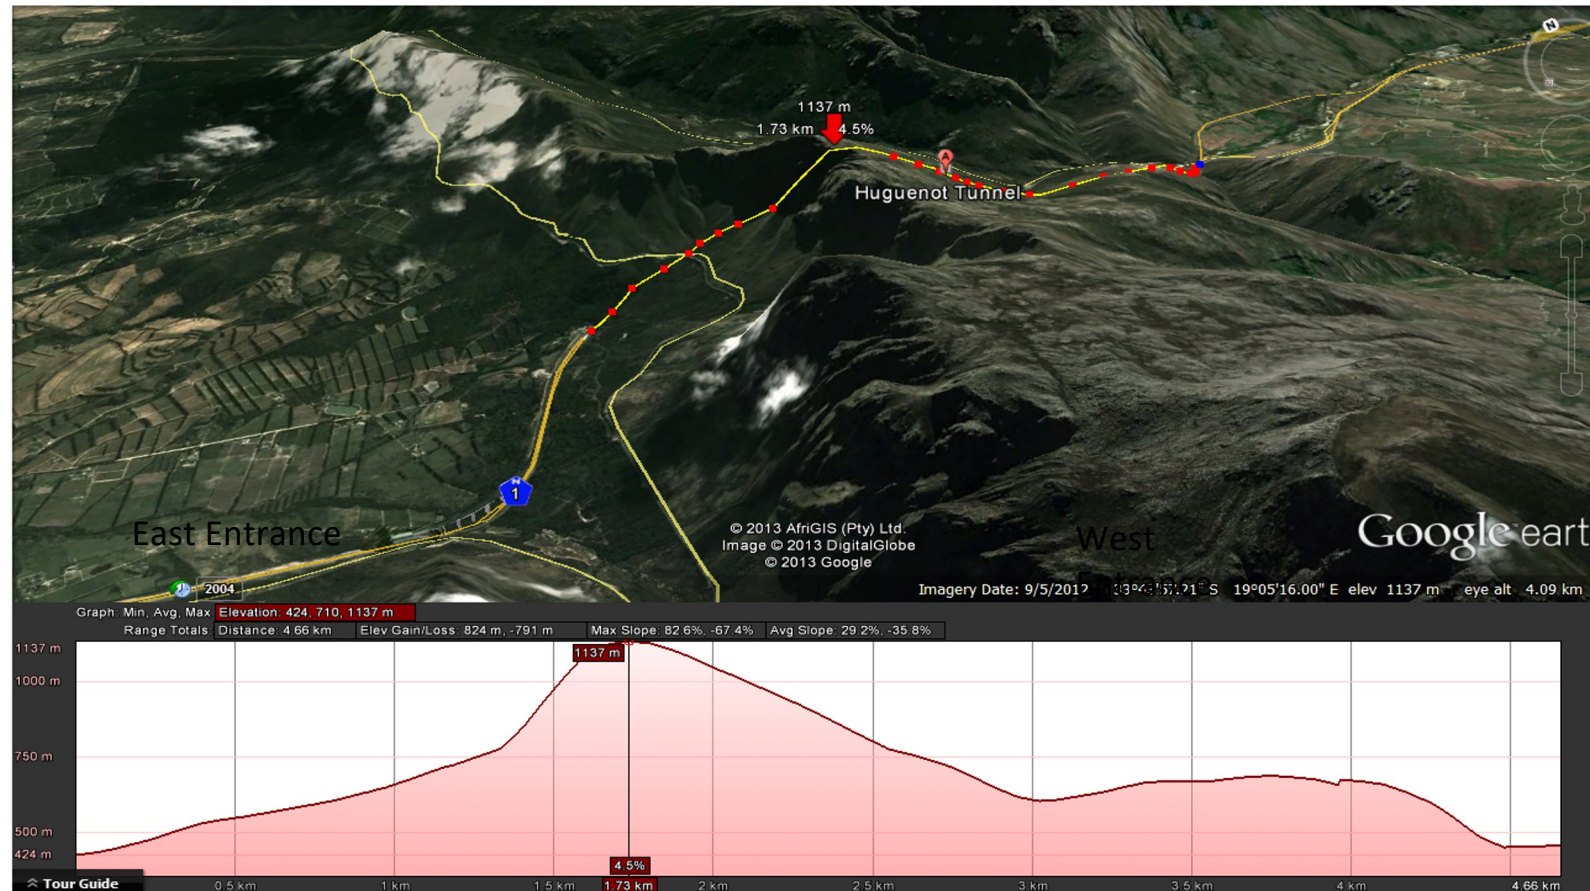 N
1137 m
1.73 km 4.5%
A
Huguenot Tunnel
N
1
East Entrance
West
© 2013 AfriGIS (Pty) Ltd.
Image © 2013 DigitalGlobe
© 2013 Google
Google eart
2004
Imagery Date: 9/5/2012 19°05'16.00" E elev 1137 m eye alt 4.09 km
Graph: Min, Avg, Max Elevation: 424, 710, 1137 m
Range Totals: Distance: 4.66 km Elev Gain/Loss: 824 m, -791 m Max Slope: 82.6%, -67.4% Avg Slope: 29.2%, -35.8%
1137 m
1137 m
1000 m
750 m
500 m
424 m
4.5%
Tour Guide
0.5 km 1 km 1.5 km 1.73 km 2 km 2.5 km 3 km 3.5 km 4 km 4.66 km